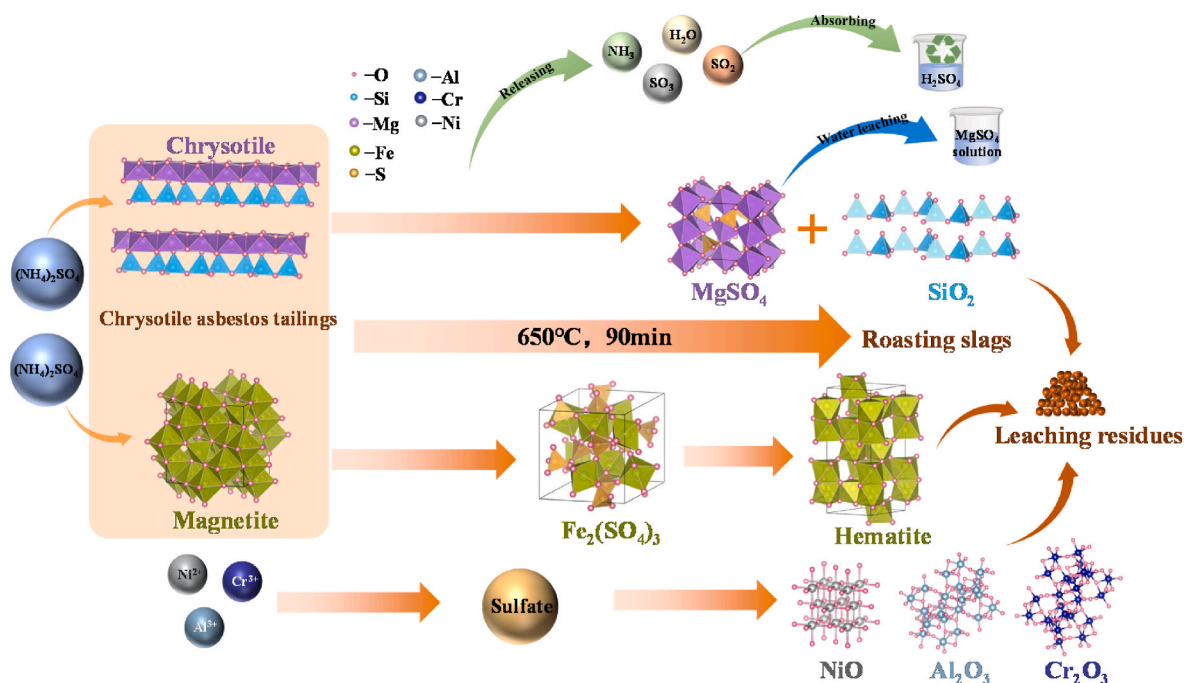 Releasing
NH₃
H₂O
SO₃
SO₂
Absorbing
H₂SO₄
–O
–Si
–Mg
–Fe
–S
–Al
–Cr
–Ni
Water leaching
MgSO₄
solution
Chrysotile
(NH₄)₂SO₄
Chrysotile asbestos tailings
(NH₄)₂SO₄
Magnetite
MgSO₄
+
SiO₂
650°C, 90min
Roasting slags
Fe₂(SO₄)₃
Hematite
Leaching residues
Ni²⁺
Cr³⁺
Al³⁺
Sulfate
NiO
Al₂O₃
Cr₂O₃